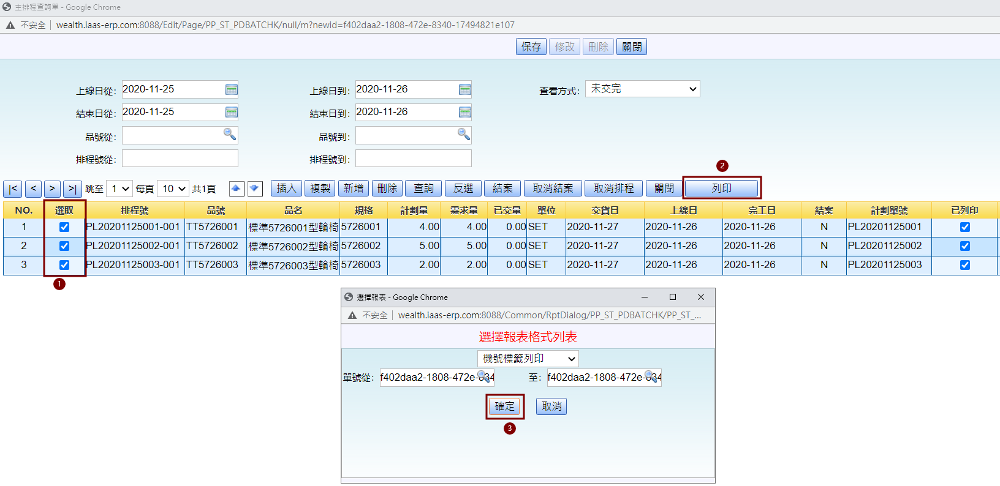 主排程查詢單 - Google Chrome
不安全 wealth.iaas-erp.com:8088/Edit/Page/PP_ST_PDBATCHK/null/m?newid=f402daa2-1808-472e-8340-17494821e107
保存 修改 刪除 關閉
上線日從: 2020-11-25 上線日到: 2020-11-26 查看方式: 未交完
結束日從: 2020-11-25 結束日到: 2020-11-26
品號從: 品號到:
排程號從: 排程號到:
2
|< < > >| 跳至 1 每頁 10 共1頁 插入 複製 新增 刪除 查詢 反選 結案 取消結案 取消排程 關閉 列印
NO. 選取 排程號 品號 品名 規格 計劃量 需求量 已交量 單位 交貨日 上線日 完工日 結案 計劃單號 已列印
1 PL20201125001-001 TT5726001 標準5726001型輪椅 5726001 4.00 4.00 0.00 SET 2020-11-27 2020-11-26 2020-11-26 N PL20201125001
2 PL20201125002-001 TT5726002 標準5726002型輪椅 5726002 5.00 5.00 0.00 SET 2020-11-27 2020-11-26 2020-11-26 N PL20201125002
3 PL20201125003-001 TT5726003 標準5726003型輪椅 5726003 2.00 2.00 0.00 SET 2020-11-27 2020-11-26 2020-11-26 N PL20201125003
1
選擇報表 - Google Chrome
不安全 wealth.iaas-erp.com:8088/Common/RptDialog/PP_ST_PDBATCHK/PP_ST_...
選擇報表格式列表
機號標籤列印
單號從: f402daa2-1808-472e-834 至: f402daa2-1808-472e-834
確定 取消
3